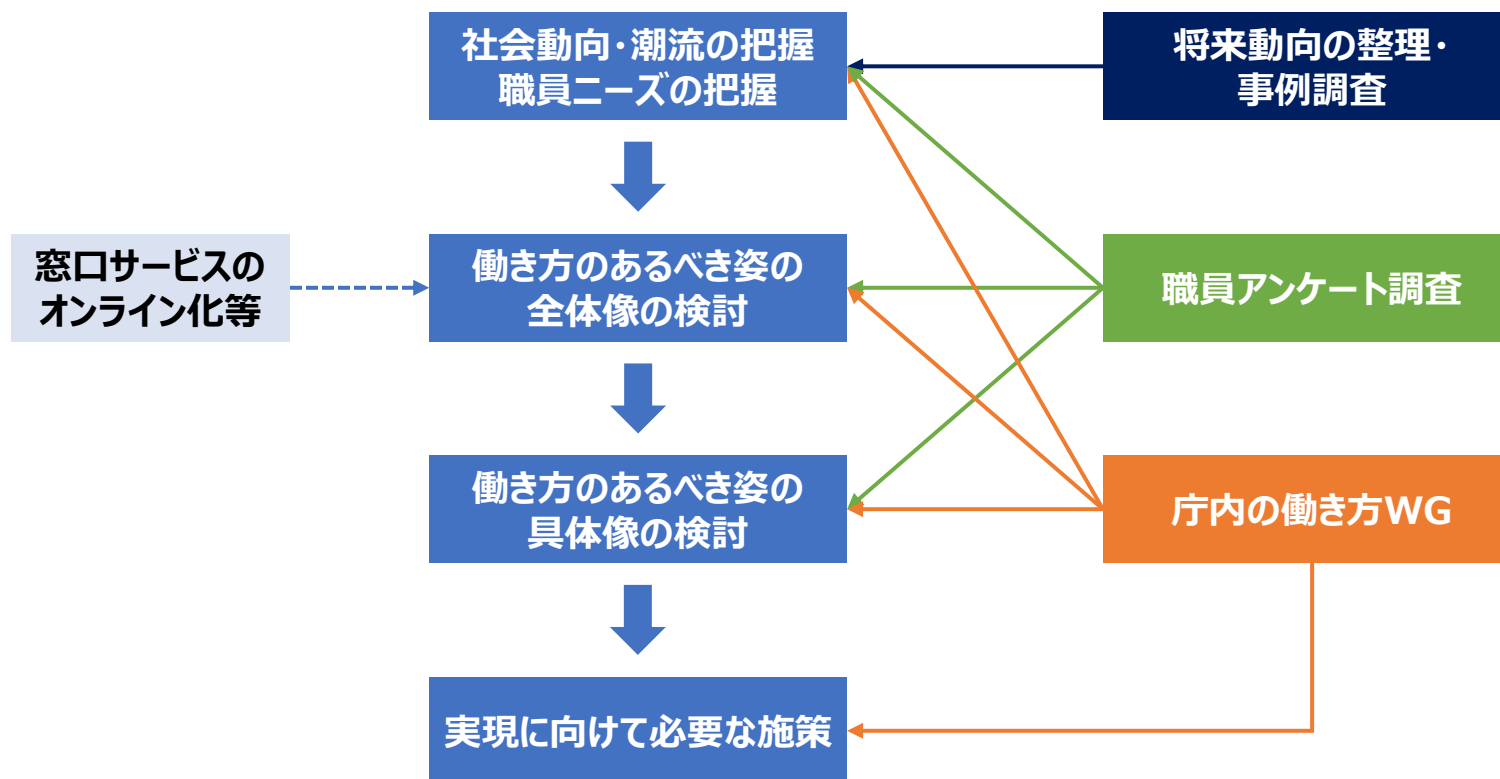 社会動向・潮流の把握
職員ニーズの把握
将来動向の整理・
事例調査
窓口サービスの
オンライン化等
働き方のあるべき姿の
全体像の検討
職員アンケート調査
働き方のあるべき姿の
具体像の検討
庁内の働き方WG
実現に向けて必要な施策